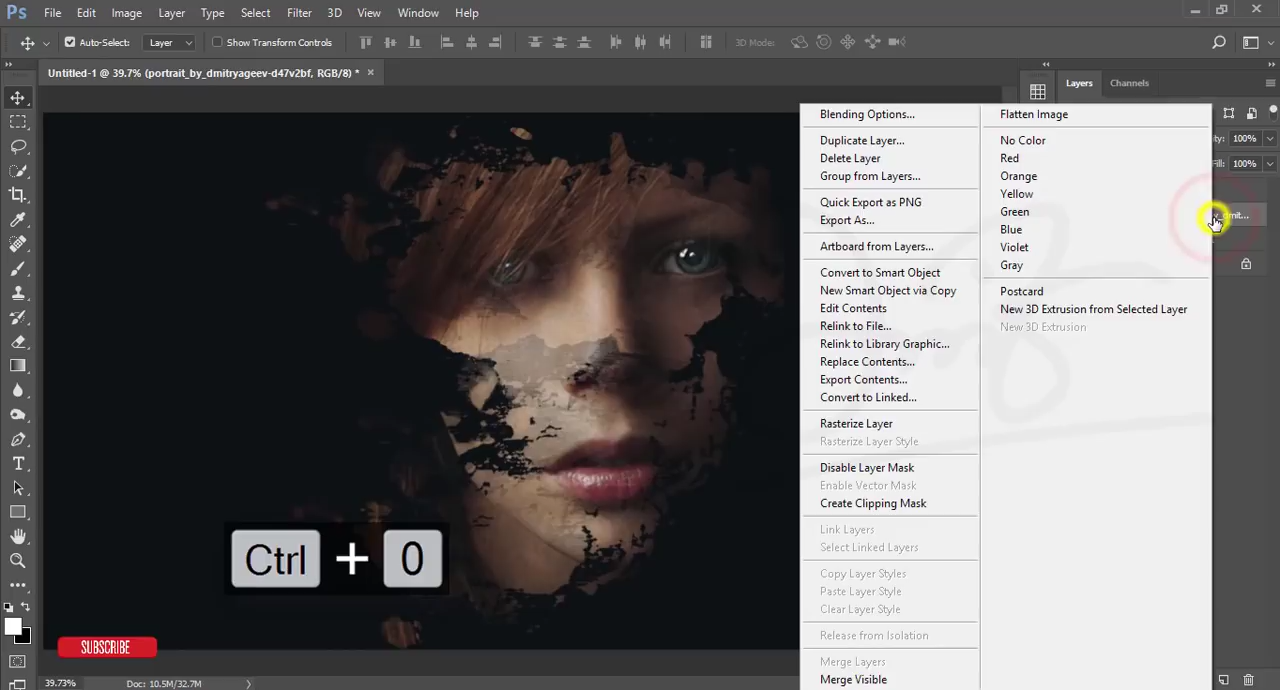 Ps File Edit Image Layer Type Select Filter 3D View Window Help
Auto-Select: Layer Show Transform Controls 3D Mode:
Untitled-1 @ 39.7% (portrait_by_dmitryageev-d47v2bf, RGB/8) * ×
Layers Channels
100%
Fill: 100%
Blending Options...
Duplicate Layer...
Delete Layer
Group from Layers...
Quick Export as PNG
Export As...
Artboard from Layers...
Convert to Smart Object
New Smart Object via Copy
Edit Contents
Relink to File...
Relink to Library Graphic...
Replace Contents...
Export Contents...
Convert to Linked...
Rasterize Layer
Rasterize Layer Style
Disable Layer Mask
Enable Vector Mask
Create Clipping Mask
Link Layers
Select Linked Layers
Copy Layer Styles
Paste Layer Style
Clear Layer Style
Release from Isolation
Merge Layers
Merge Visible
Flatten Image
No Color
Red
Orange
Yellow
Green
Blue
Violet
Gray
Postcard
New 3D Extrusion from Selected Layer
New 3D Extrusion
Ctrl + 0
SUBSCRIBE
39.73% Doc: 10.5M/32.7M